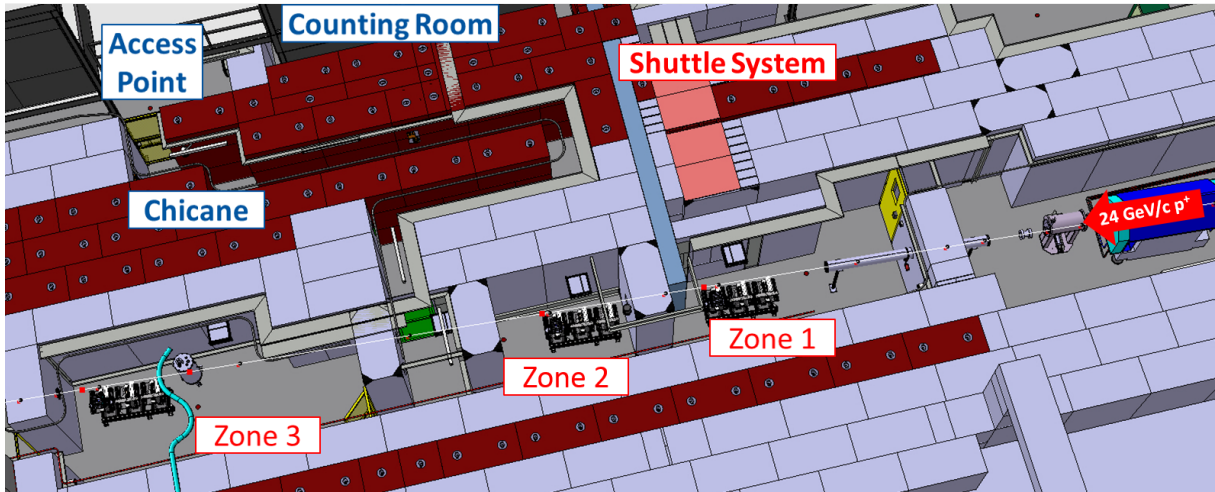 Counting Room
Access
Point
Shuttle System
Chicane
24 GeV/c p⁺
Zone 1
Zone 2
Zone 3